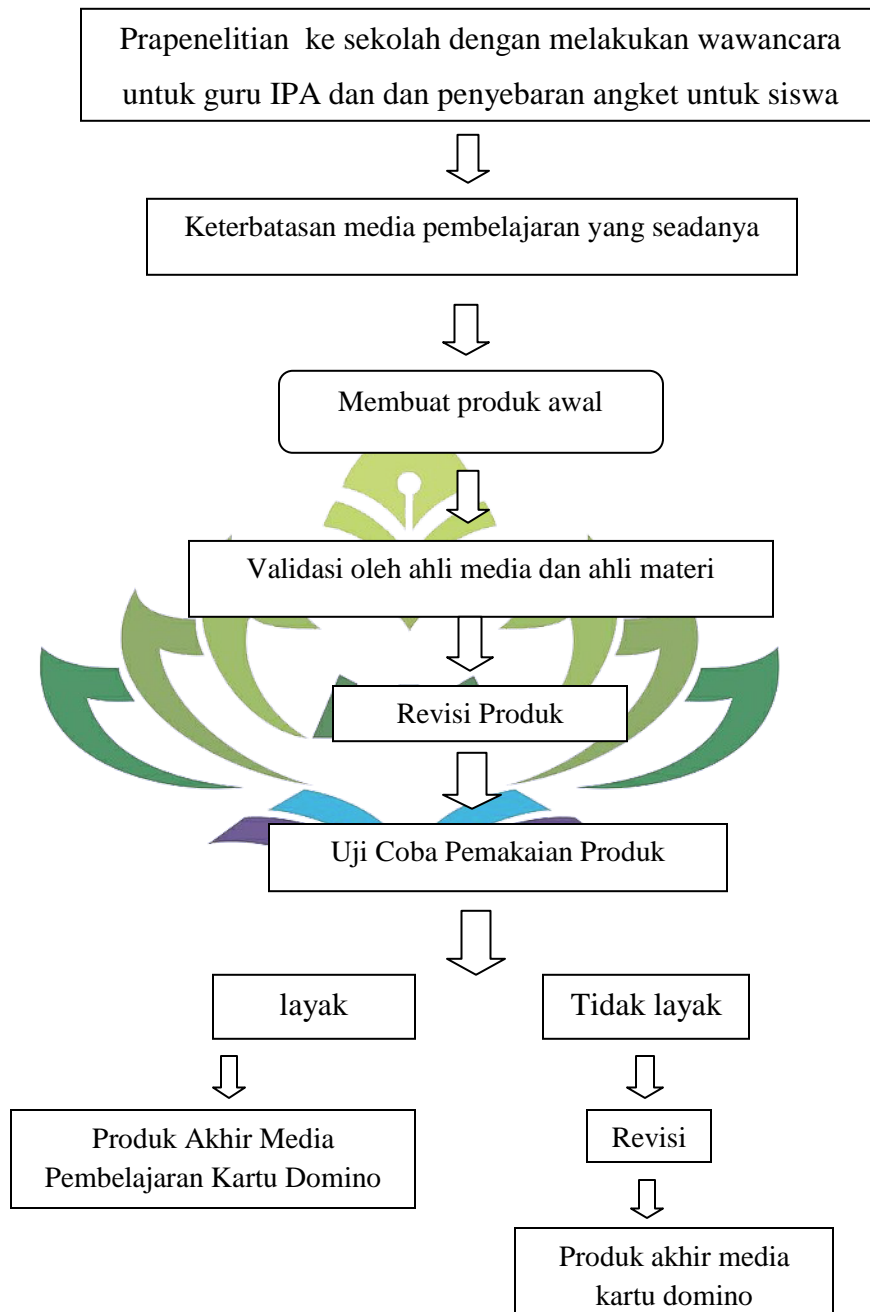 Prapenelitian ke sekolah dengan melakukan wawancara
untuk guru IPA dan dan penyebaran angket untuk siswa
Keterbatasan media pembelajaran yang seadanya
Membuat produk awal
Validasi oleh ahli media dan ahli materi
Revisi Produk
Uji Coba Pemakaian Produk
layak
Tidak layak
Produk Akhir Media
Pembelajaran Kartu Domino
Revisi
Produk akhir media
kartu domino